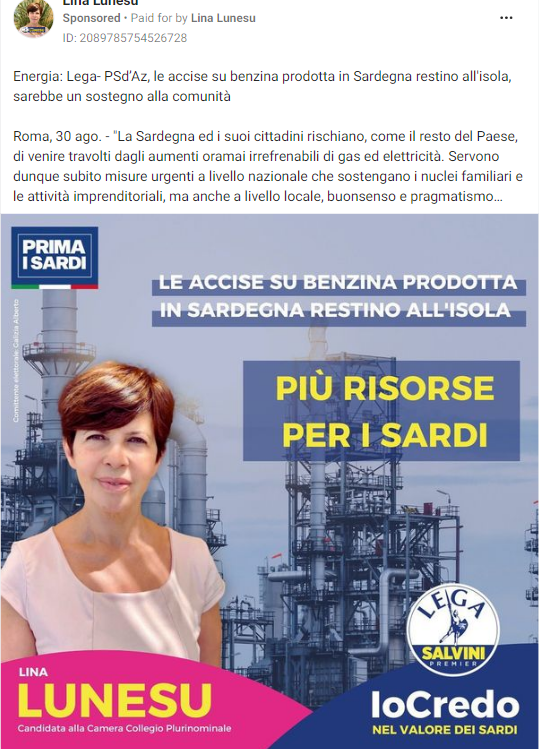 Lina Lunesu
Sponsored • Paid for by Lina Lunesu
ID: 2089785754526728
Energia: Lega- PSd'Az, le accise su benzina prodotta in Sardegna restino all'isola,
sarebbe un sostegno alla comunità
Roma, 30 ago. - "La Sardegna ed i suoi cittadini rischiano, come il resto del Paese,
di venire travolti dagli aumenti oramai irrefrenabili di gas ed elettricità. Servono
dunque subito misure urgenti a livello nazionale che sostengano i nuclei familiari e
le attività imprenditoriali, ma anche a livello locale, buonsenso e pragmatismo...
PRIMA
I SARDI
LE ACCISE SU BENZINA PRODOTTA
IN SARDEGNA RESTINO ALL'ISOLA
Committente elettorale: Galizia Alberto
PIÙ RISORSE
PER I SARDI
LEGA
SALVINI
PREMIER
LINA
LUNESU
Candidata alla Camera Collegio Plurinominale
IoCredo
NEL VALORE DEI SARDI